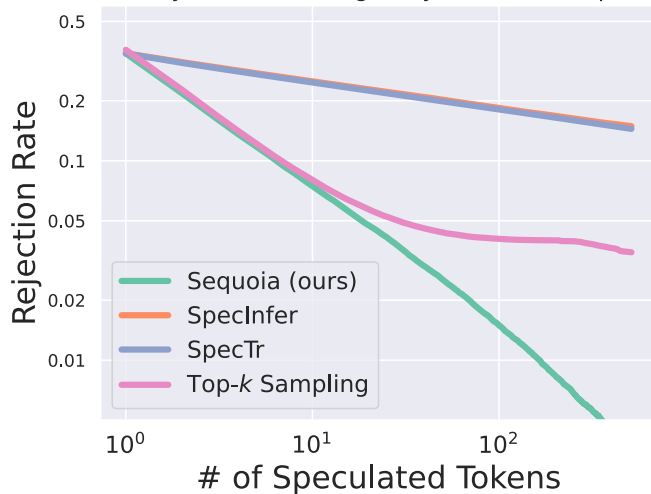 0.5
0.2
0.1
0.05
0.02
0.01
Rejection Rate
Sequoia (ours)
SpecInfer
SpecTr
Top-k Sampling
10⁰ 10¹ 10²
# of Speculated Tokens